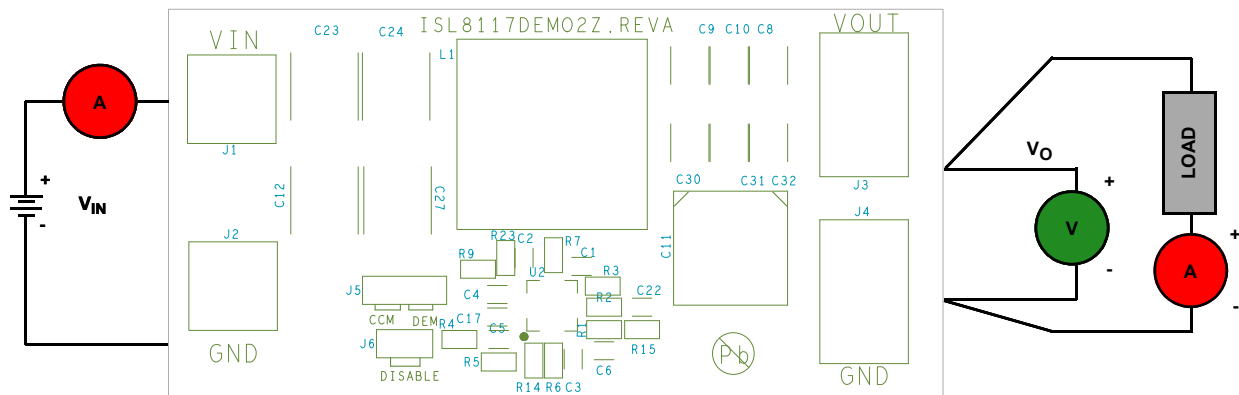 ISL8117DEMO2Z.REVA
VIN
VOUT
C23
C24
L1
C9 C10 C8
A
J1
LOAD
VO
+
VIN
-
C12
C27
C30
C31 C32
J3
J2
J4
+
V
-
+
A
-
C11
R23
C2
R7
C1
R9
U2
R3
J5
C4
R2
C22
CCM DEM
C17
R4
C5
R1
J6
R15
Pb
GND
DISABLE
R5
C6
R14 R6 C3
GND